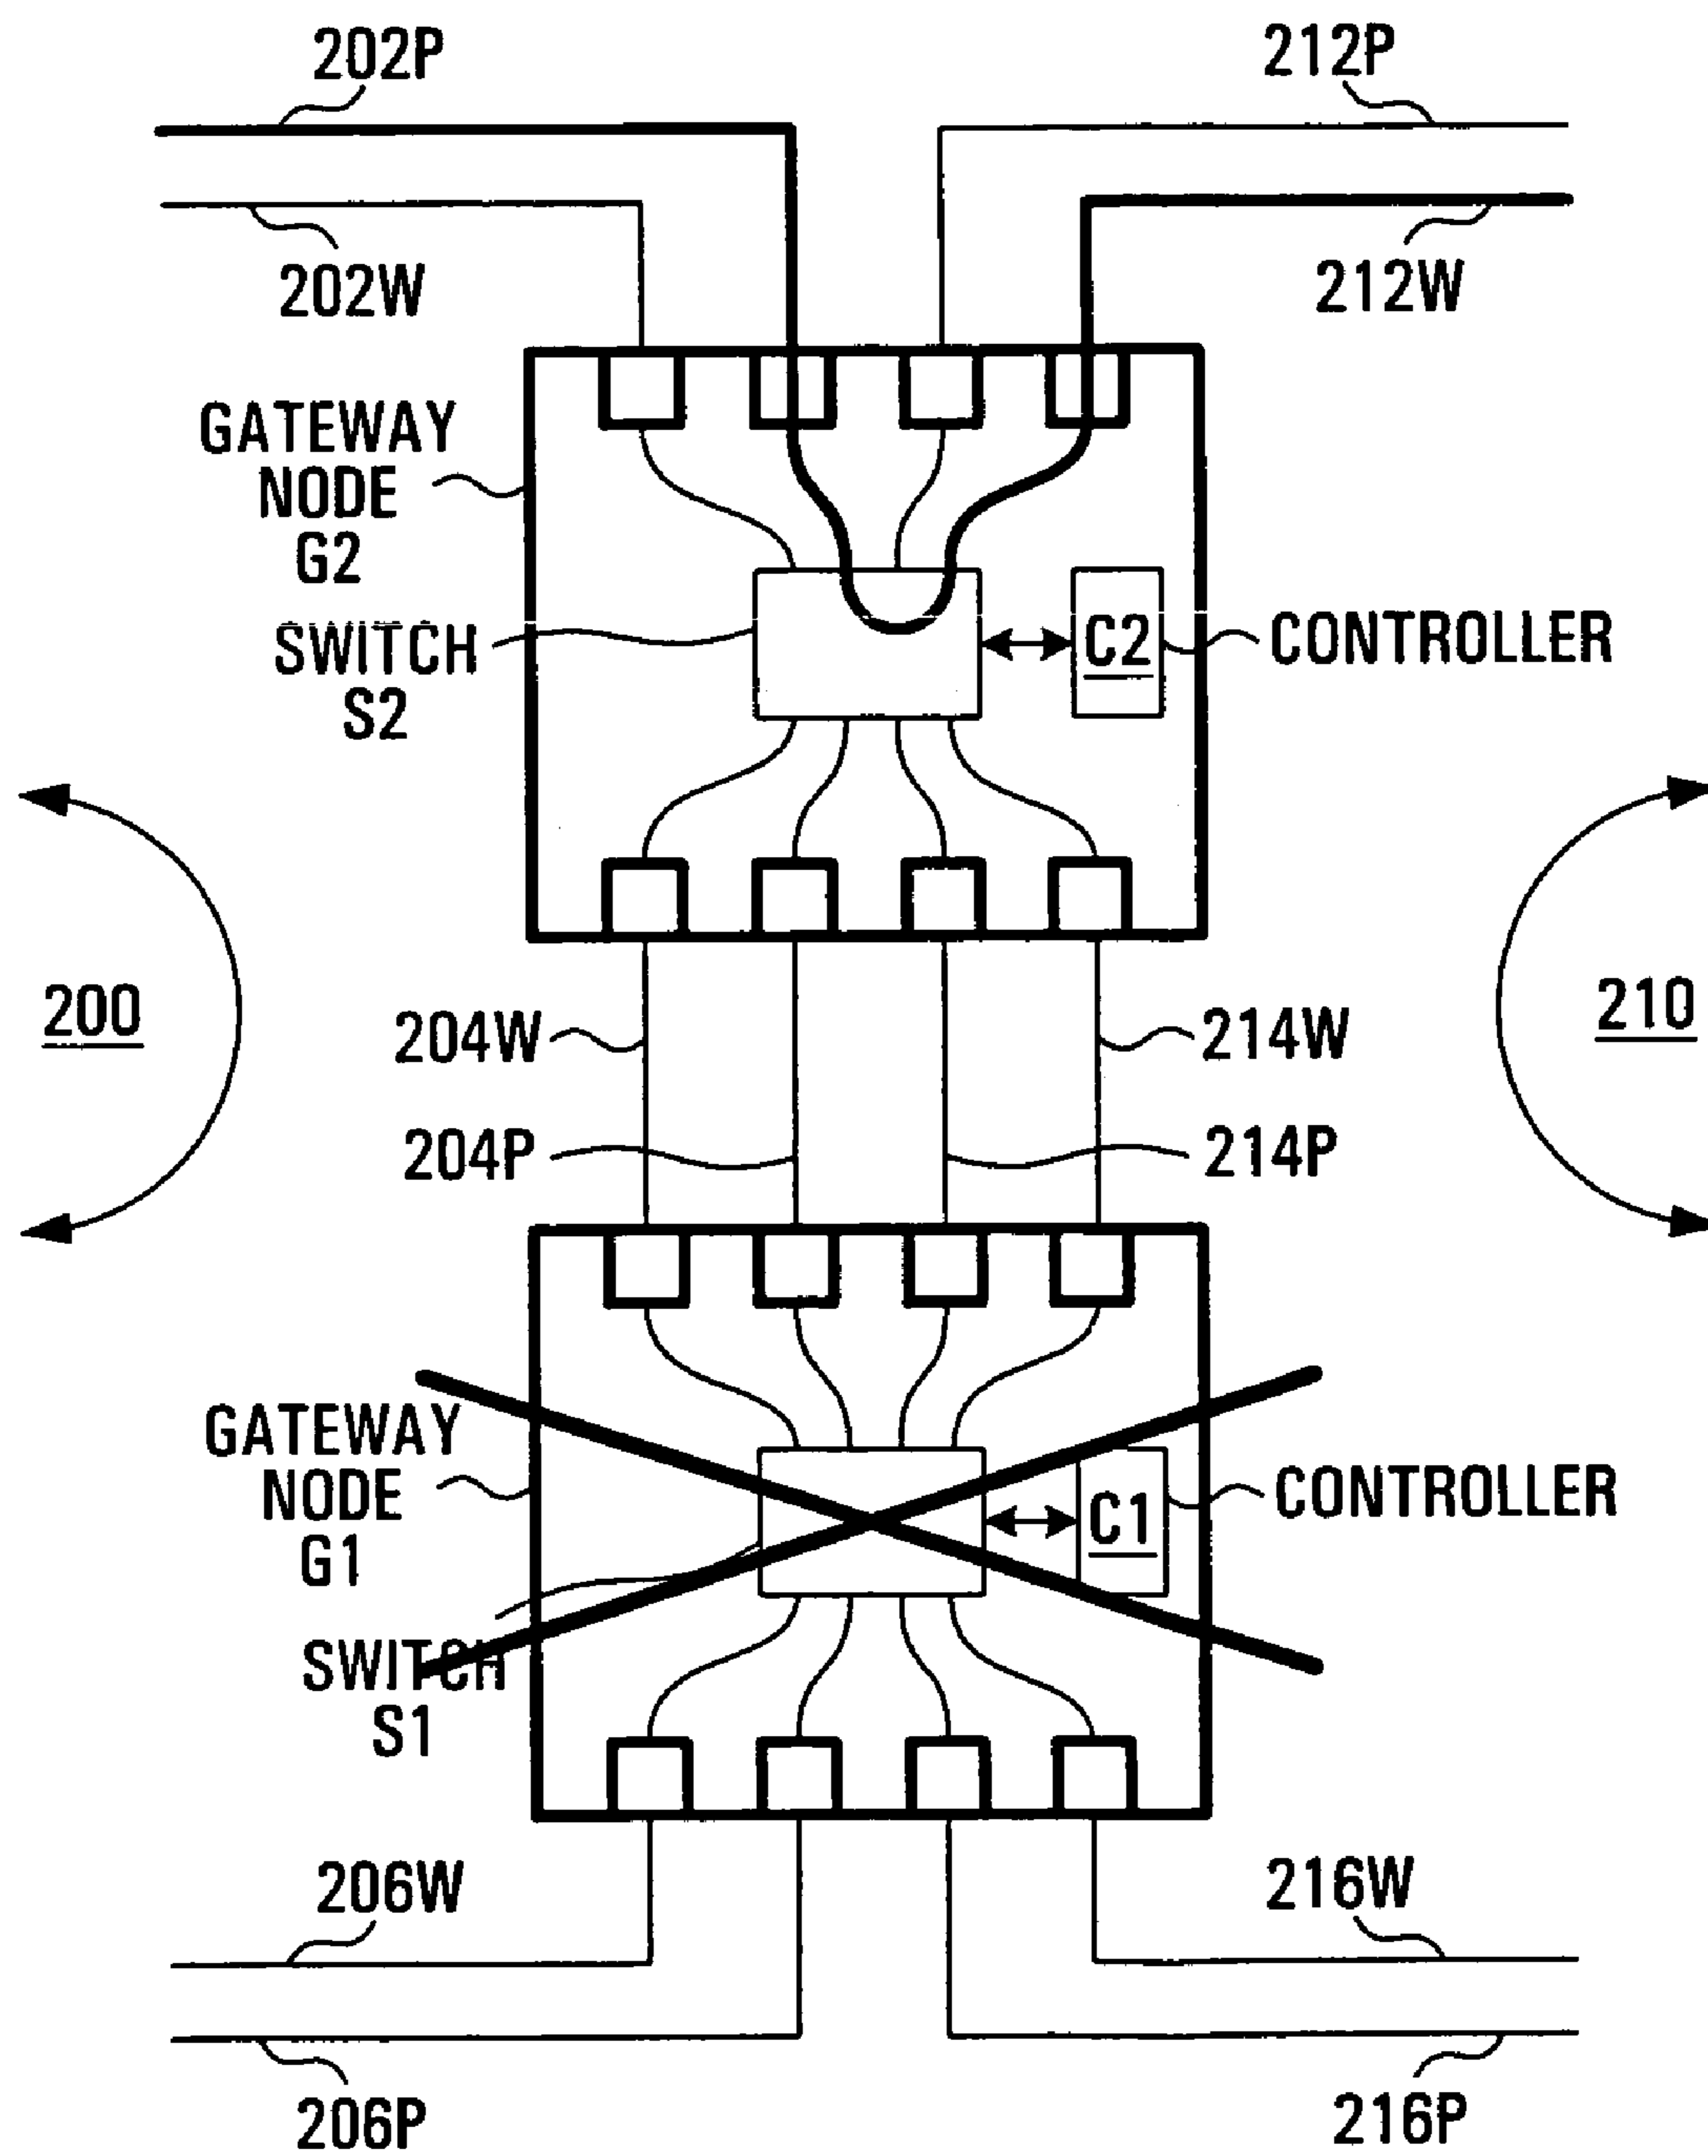 202P
212P
202W
212W
GATEWAY
NODE
G2
SWITCH
S2
C2
CONTROLLER
200
210
204W
214W
204P
214P
GATEWAY
NODE
G1
C1
CONTROLLER
SWITCH
S1
206W
216W
206P
216P